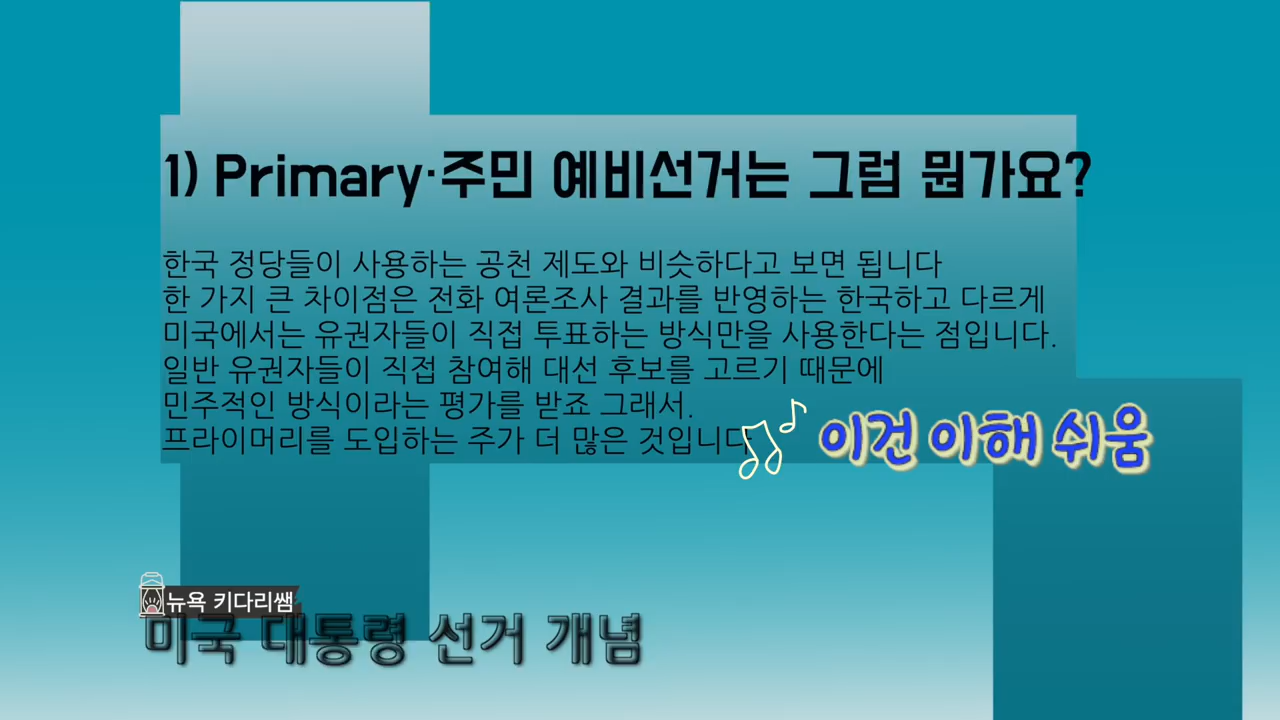 1) Primary·주민 예비선거는 그럼 뭔가요?
한국 정당들이 사용하는 공천 제도와 비슷하다고 보면 됩니다
한 가지 큰 차이점은 전화 여론조사 결과를 반영하는 한국하고 다르게
미국에서는 유권자들이 직접 투표하는 방식만을 사용한다는 점입니다.
일반 유권자들이 직접 참여해 대선 후보를 고르기 때문에
민주적인 방식이라는 평가를 받죠 그래서.
프라이머리를 도입하는 주가 더 많은 것입니다
이건 이해 쉬움
뉴욕 키다리쌤
미국 대통령 선거 개념